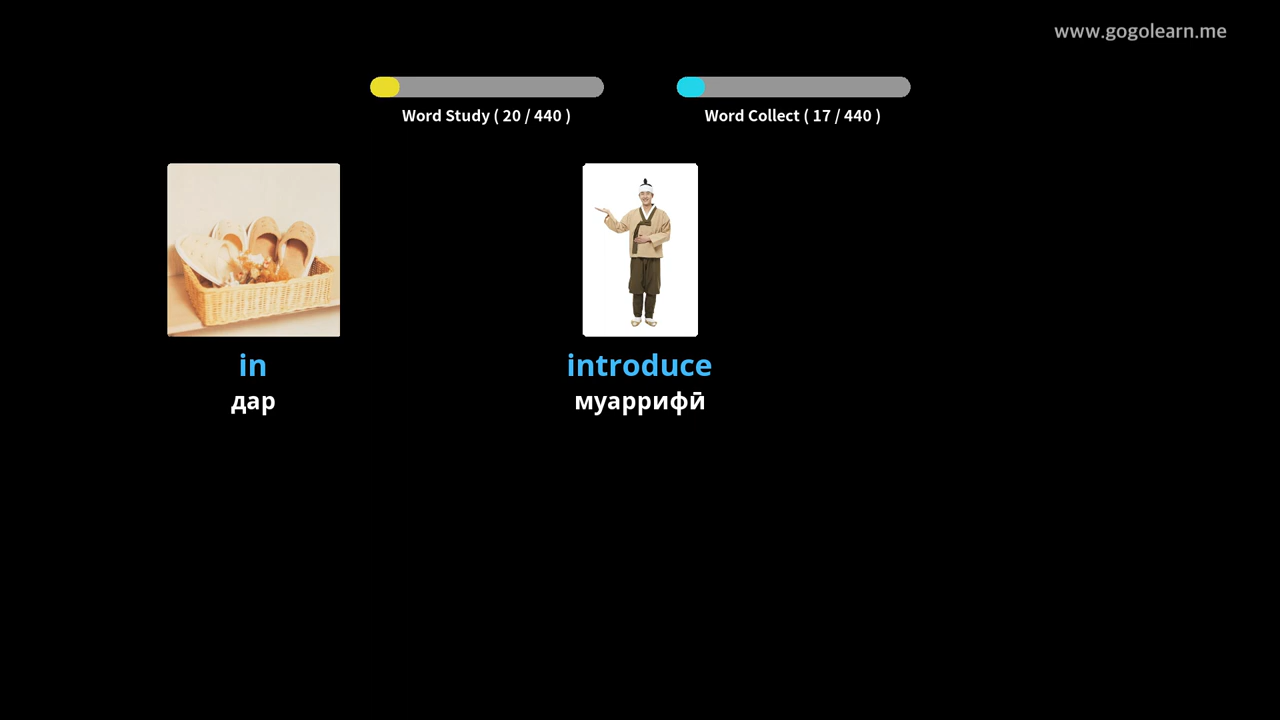 www.gogolearn.me
Word Study ( 20 / 440 )
Word Collect ( 17 / 440 )
in
дар
introduce
муаррифӣ